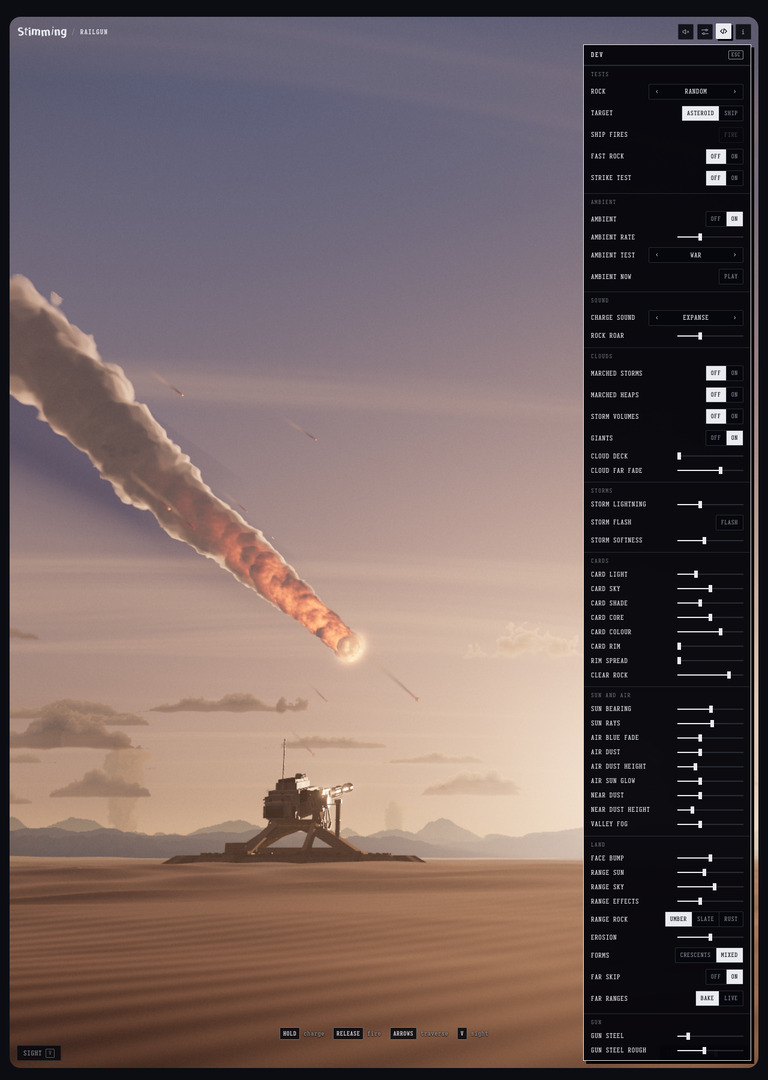 Stimming / RAILGUN
DEV ESC
TESTS
ROCK ‹ RANDOM ›
TARGET ASTEROID SHIP
SHIP FIRES FIRE
FAST ROCK OFF ON
STRIKE TEST OFF ON
AMBIENT
AMBIENT OFF ON
AMBIENT RATE
AMBIENT TEST ‹ WAR ›
AMBIENT NOW PLAY
SOUND
CHARGE SOUND ‹ EXPANSE ›
ROCK ROAR
CLOUDS
MARCHED STORMS OFF ON
MARCHED HEAPS OFF ON
STORM VOLUMES OFF ON
GIANTS OFF ON
CLOUD DECK
CLOUD FAR FADE
STORMS
STORM LIGHTNING
STORM FLASH FLASH
STORM SOFTNESS
CARDS
CARD LIGHT
CARD SKY
CARD SHADE
CARD CORE
CARD COLOUR
CARD RIM
RIM SPREAD
CLEAR ROCK
SUN AND AIR
SUN BEARING
SUN RAYS
AIR BLUE FADE
AIR DUST
AIR DUST HEIGHT
AIR SUN GLOW
NEAR DUST
NEAR DUST HEIGHT
VALLEY FOG
LAND
FACE BUMP
RANGE SUN
RANGE SKY
RANGE EFFECTS
RANGE ROCK UMBER SLATE RUST
EROSION
FORMS CRESCENTS MIXED
FAR SKIP OFF ON
FAR RANGES BAKE LIVE
GUN
GUN STEEL
GUN STEEL ROUGH
HOLD charge RELEASE fire ARROWS traverse V sight
SIGHT V